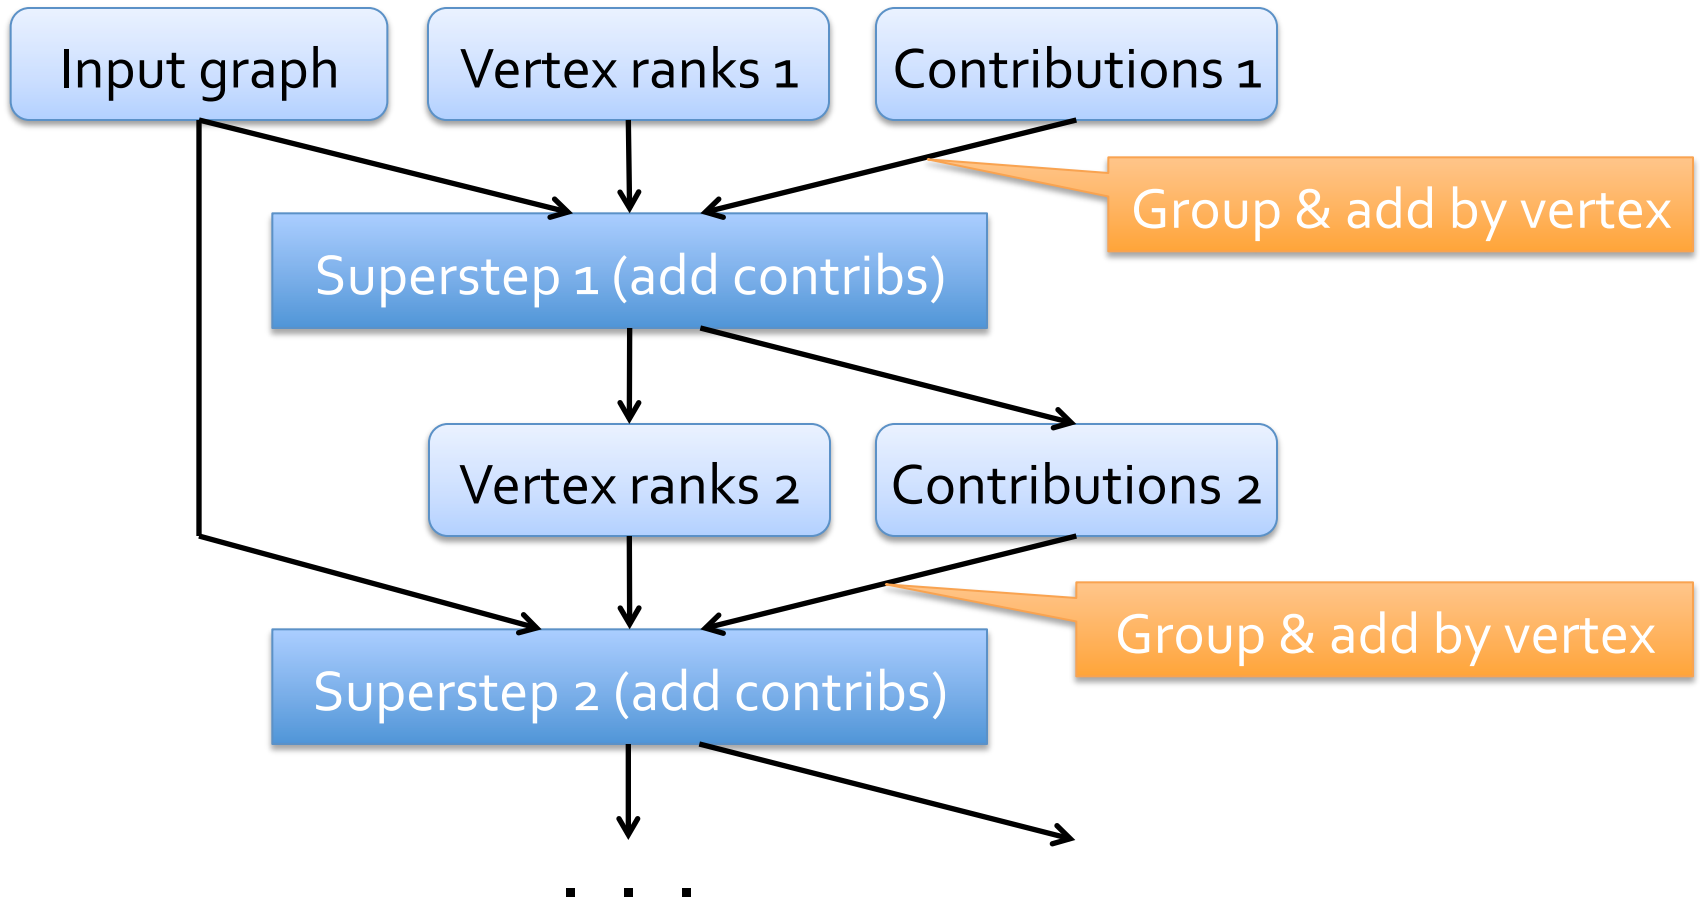 Input graph
Vertex ranks 1
Contributions 1
Group & add by vertex
Superstep 1 (add contribs)
Vertex ranks 2
Contributions 2
Group & add by vertex
Superstep 2 (add contribs)
. . .